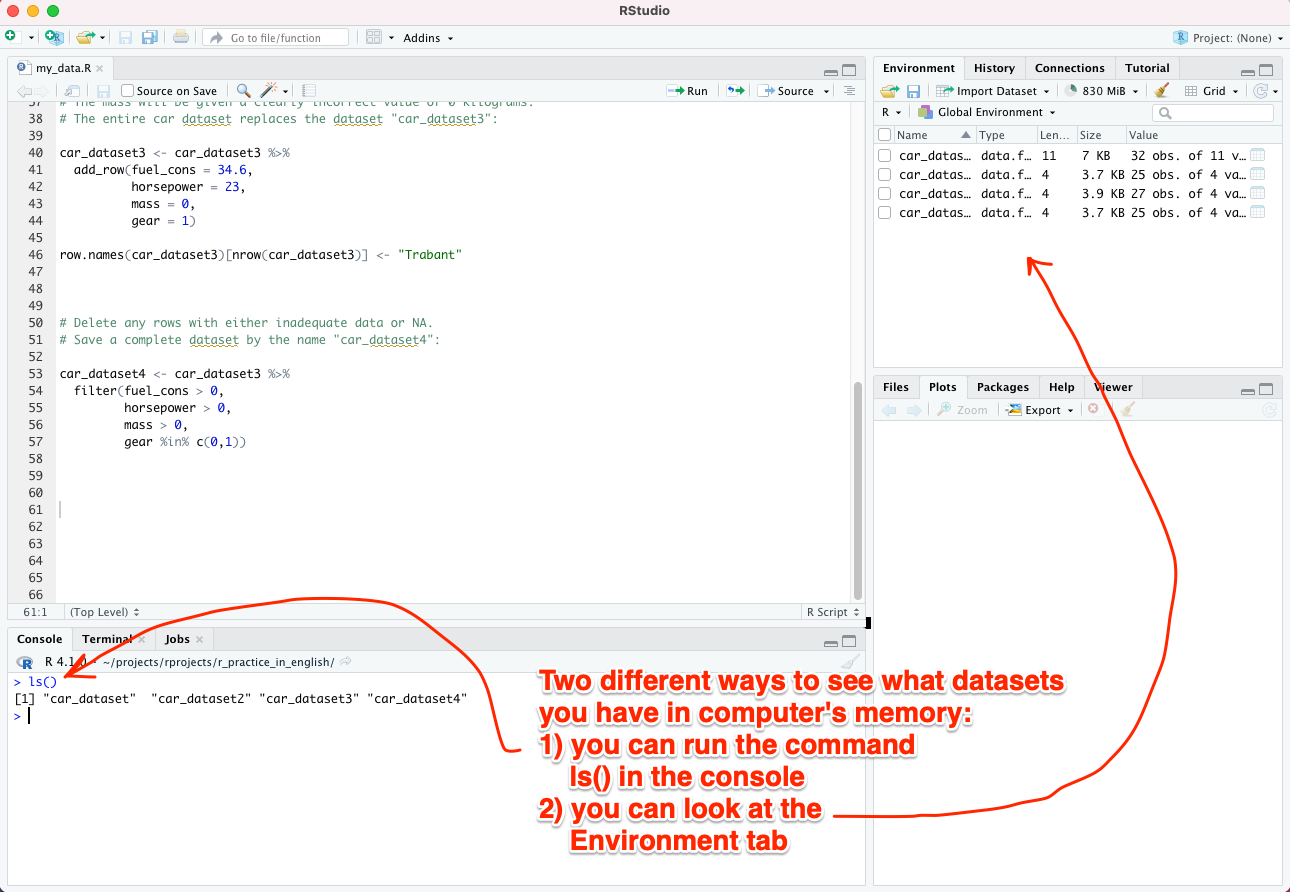 RStudio
Go to file/function
Addins
Project: (None)
my_data.R
Source on Save
Run
Source
37 # The mass will be given a clearly incorrect value of 0 kilograms.
38 # The entire car dataset replaces the dataset "car_dataset3":
39
40 car_dataset3 <- car_dataset3 %>%
41 add_row(fuel_cons = 34.6,
42 horsepower = 23,
43 mass = 0,
44 gear = 1)
45
46 row.names(car_dataset3)[nrow(car_dataset3)] <- "Trabant"
47
48
49
50 # Delete any rows with either inadequate data or NA.
51 # Save a complete dataset by the name "car_dataset4":
52
53 car_dataset4 <- car_dataset3 %>%
54 filter(fuel_cons > 0,
55 horsepower > 0,
56 mass > 0,
57 gear %in% c(0,1))
58
59
60
61
62
63
64
65
66
61:1 (Top Level) R Script
Console Terminal Jobs
R 4.1.0 · ~/projects/rprojects/r_practice_in_english/
> ls()
[1] "car_dataset" "car_dataset2" "car_dataset3" "car_dataset4"
>
Environment History Connections Tutorial
Import Dataset 830 MiB Grid
R Global Environment
Name Type Len... Size Value
car_datas... data.f... 11 7 KB 32 obs. of 11 v...
car_datas... data.f... 4 3.7 KB 25 obs. of 4 va...
car_datas... data.f... 4 3.9 KB 27 obs. of 4 va...
car_datas... data.f... 4 3.7 KB 25 obs. of 4 va...
Files Plots Packages Help Viewer
Zoom Export
Two different ways to see what datasets
you have in computer's memory:
1) you can run the command
ls() in the console
2) you can look at the
Environment tab